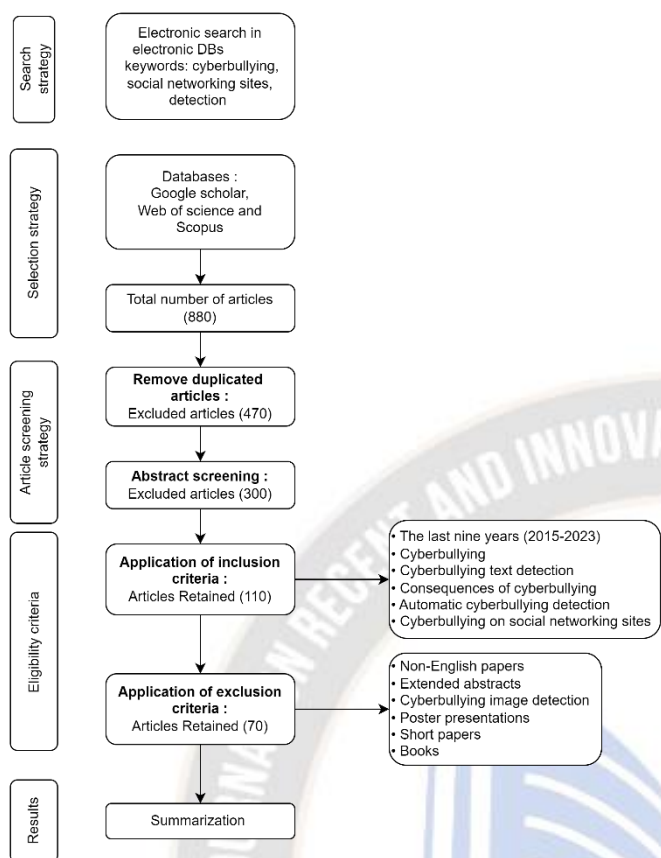 Search
strategy
Electronic search in
electronic DBs
keywords: cyberbullying,
social networking sites,
detection
Selection strategy
Databases :
Google scholar,
Web of science and
Scopus
Total number of articles
(880)
Article screening
strategy
Remove duplicated
articles :
Excluded articles (470)
Abstract screening :
Excluded articles (300)
Eligibility criteria
Application of inclusion
criteria :
Articles Retained (110)
• The last nine years (2015-2023)
• Cyberbullying
• Cyberbullying text detection
• Consequences of cyberbullying
• Automatic cyberbullying detection
• Cyberbullying on social networking sites
Application of exclusion
criteria :
Articles Retained (70)
• Non-English papers
• Extended abstracts
• Cyberbullying image detection
• Poster presentations
• Short papers
• Books
Results
Summarization
ON RECENT AND